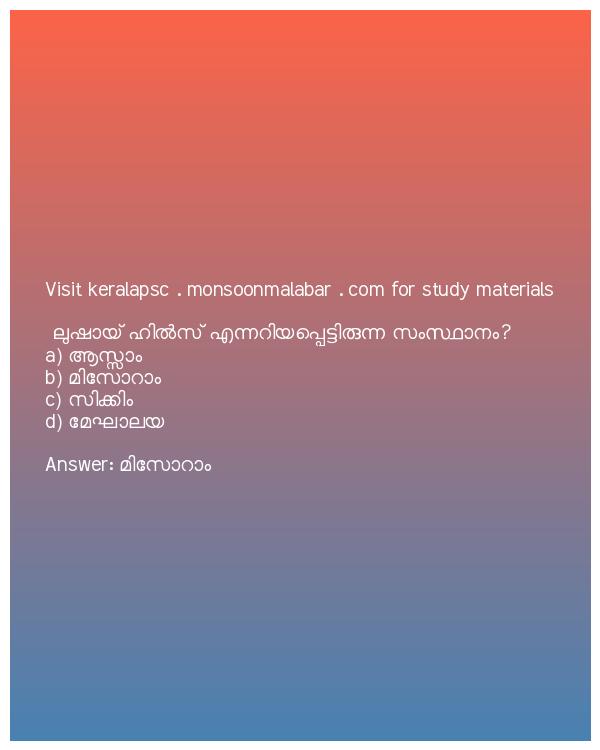 Visit keralapsc . monsoonmalabar . com for study materials
ലുഷായ് ഹിൽസ് എന്നറിയപ്പെട്ടിരുന്ന സംസ്ഥാനം?
a) ആസ്സാം
b) മിസോറാം
c) സിക്കിം
d) മേഘാലയ
Answer: മിസോറാം